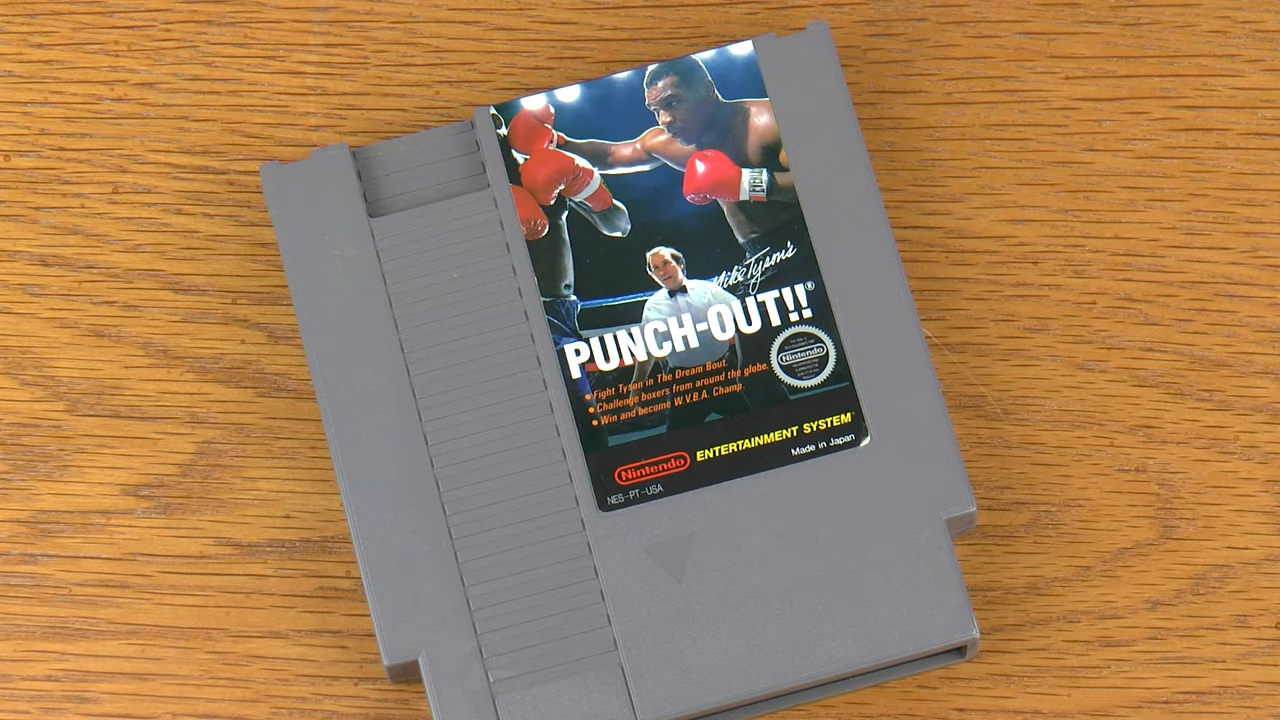 Mike Tyson's
PUNCH-OUT!!®
• Fight Tyson in The Dream Bout.
• Challenge boxers from around the globe.
• Win and become W.V.B.A. Champ.
Nintendo
Nintendo ENTERTAINMENT SYSTEM
Made in Japan
NES-PT-USA